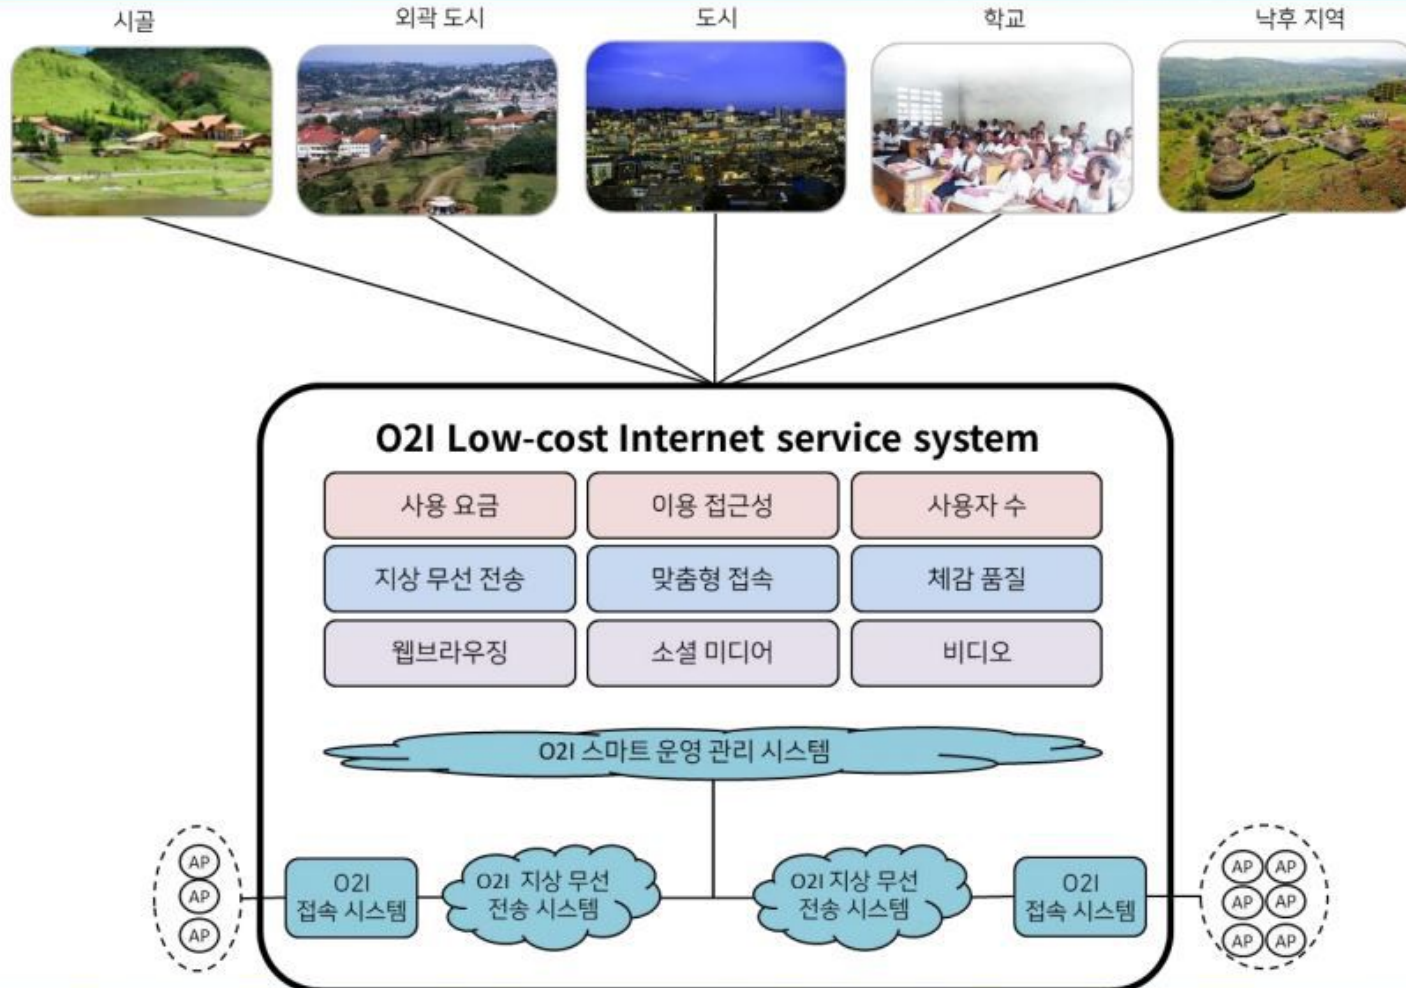 시골
외곽 도시
도시
학교
낙후 지역
O2I Low-cost Internet service system
사용 요금
이용 접근성
사용자 수
지상 무선 전송
맞춤형 접속
체감 품질
웹브라우징
소셜 미디어
비디오
O2I 스마트 운영 관리 시스템
AP
AP
AP
O2I
접속 시스템
O2I 지상 무선
전송 시스템
O2I 지상 무선
전송 시스템
O2I
접속 시스템
AP AP
AP AP
AP AP